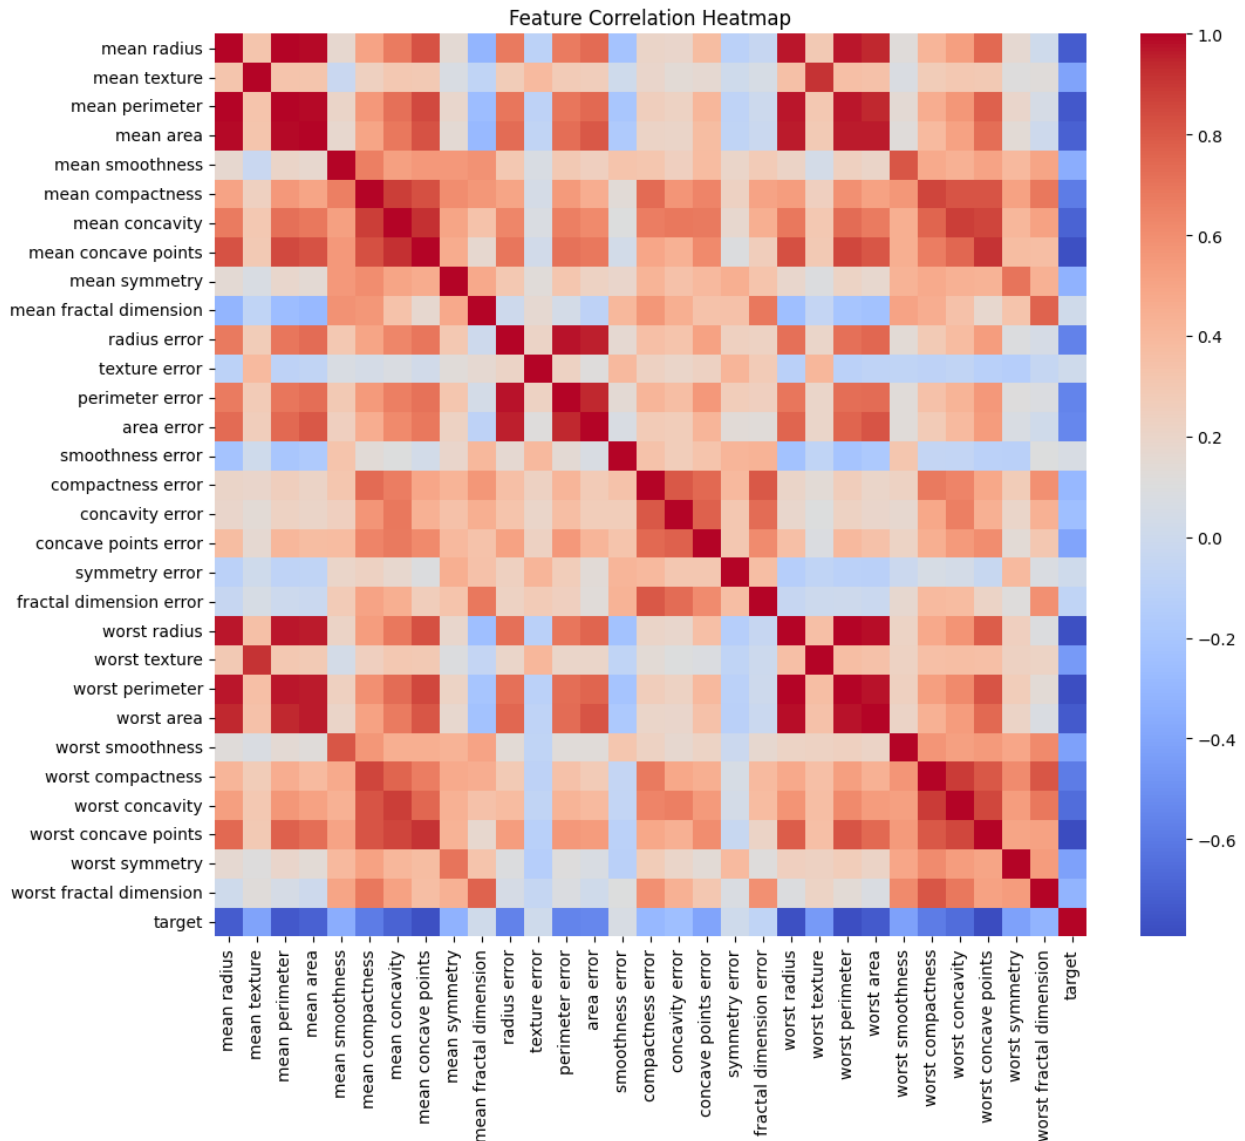 Feature Correlation Heatmap
mean radius
mean texture
mean perimeter
mean area
mean smoothness
mean compactness
mean concavity
mean concave points
mean symmetry
mean fractal dimension
radius error
texture error
perimeter error
area error
smoothness error
compactness error
concavity error
concave points error
symmetry error
fractal dimension error
worst radius
worst texture
worst perimeter
worst area
worst smoothness
worst compactness
worst concavity
worst concave points
worst symmetry
worst fractal dimension
target
mean radius
mean texture
mean perimeter
mean area
mean smoothness
mean compactness
mean concavity
mean concave points
mean symmetry
mean fractal dimension
radius error
texture error
perimeter error
area error
smoothness error
compactness error
concavity error
concave points error
symmetry error
fractal dimension error
worst radius
worst texture
worst perimeter
worst area
worst smoothness
worst compactness
worst concavity
worst concave points
worst symmetry
worst fractal dimension
target
1.0
0.8
0.6
0.4
0.2
0.0
−0.2
−0.4
−0.6